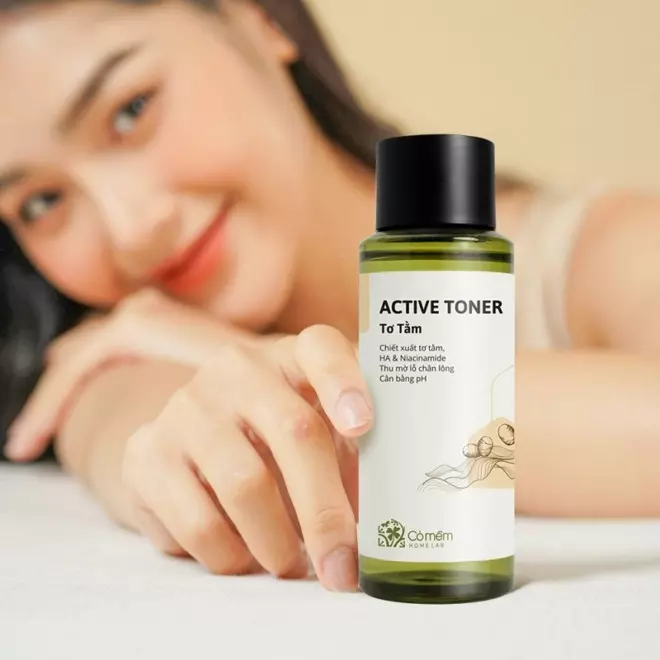 ACTIVE TONER
Tơ Tằm
Chiết xuất tơ tằm,
HA & Niacinamide
Thu mờ lỗ chân lông
Cân bằng pH
Cỏ mềm
HOME LAB